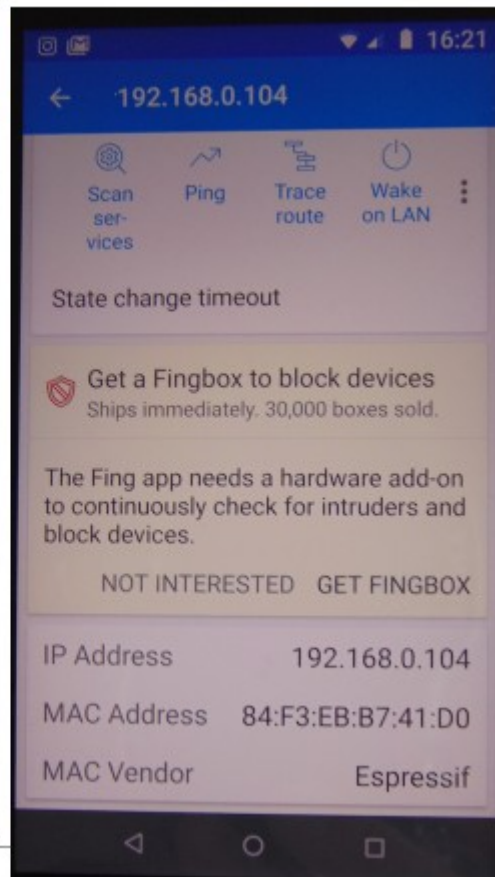 16:21
192.168.0.104
Scan Ping Trace Wake
ser- route on LAN
vices
State change timeout
Get a Fingbox to block devices
Ships immediately. 30,000 boxes sold.
The Fing app needs a hardware add-on
to continuously check for intruders and
block devices.
NOT INTERESTED GET FINGBOX
IP Address 192.168.0.104
MAC Address 84:F3:EB:B7:41:D0
MAC Vendor Espressif